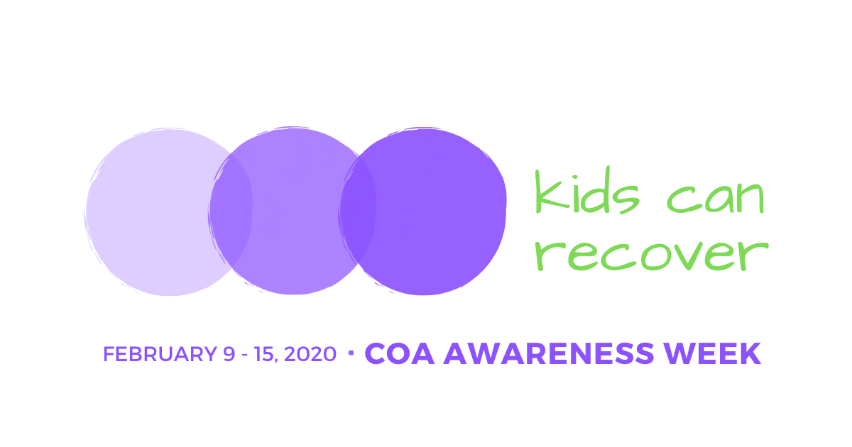 kids can
recover
FEBRUARY 9 - 15, 2020 • COA AWARENESS WEEK